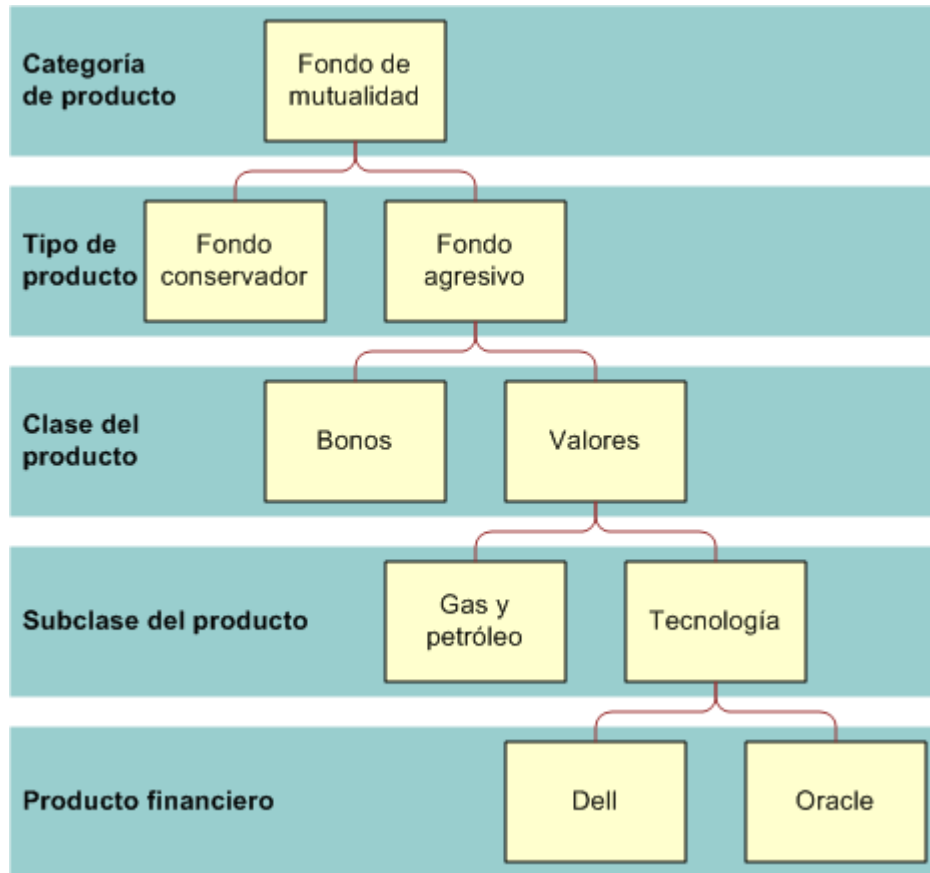 Categoría
de producto
Fondo de
mutualidad
Tipo de
producto
Fondo
conservador
Fondo
agresivo
Clase del
producto
Bonos
Valores
Subclase del producto
Gas y
petróleo
Tecnología
Producto financiero
Dell
Oracle